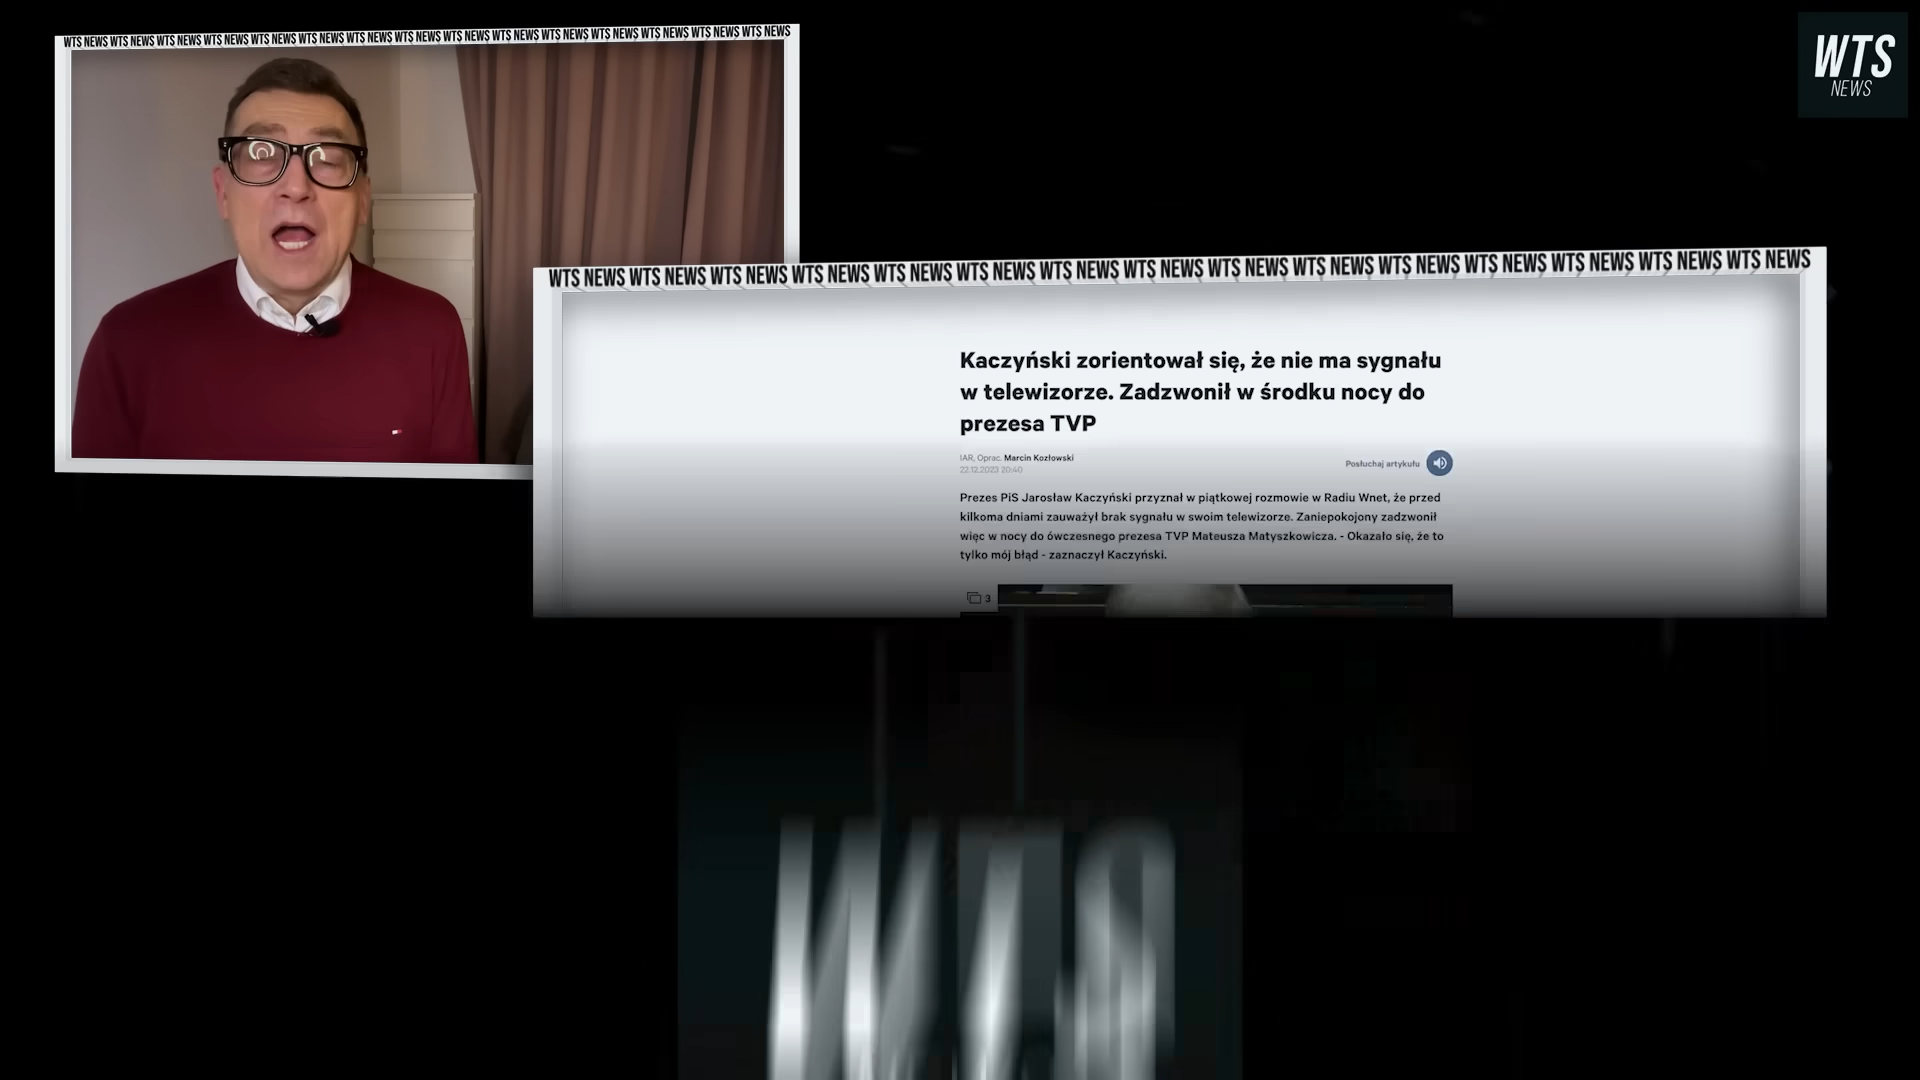 WTS NEWS WTS NEWS WTS NEWS WTS NEWS WTS NEWS WTS NEWS WTS NEWS WTS NEWS WTS NEWS WTS NEWS WTS NEWS WTS NEWS WTS NEWS WTS NEWS WTS NEWS
WTS
NEWS
WTS NEWS WTS NEWS WTS NEWS WTS NEWS WTS NEWS WTS NEWS WTS NEWS WTS NEWS WTS NEWS WTS NEWS WTS NEWS WTS NEWS WTS NEWS WTS NEWS WTS NEWS
Kaczyński zorientował się, że nie ma sygnału
w telewizorze. Zadzwonił w środku nocy do
prezesa TVP
IAR, Oprac. Marcin Kozłowski
22.12.2023 20:40
Posłuchaj artykułu
Prezes PiS Jarosław Kaczyński przyznał w piątkowej rozmowie w Radiu Wnet, że przed
kilkoma dniami zauważył brak sygnału w swoim telewizorze. Zaniepokojony zadzwonił
więc w nocy do ówczesnego prezesa TVP Mateusza Matyszkowicza. - Okazało się, że to
tylko mój błąd - zaznaczył Kaczyński.
3